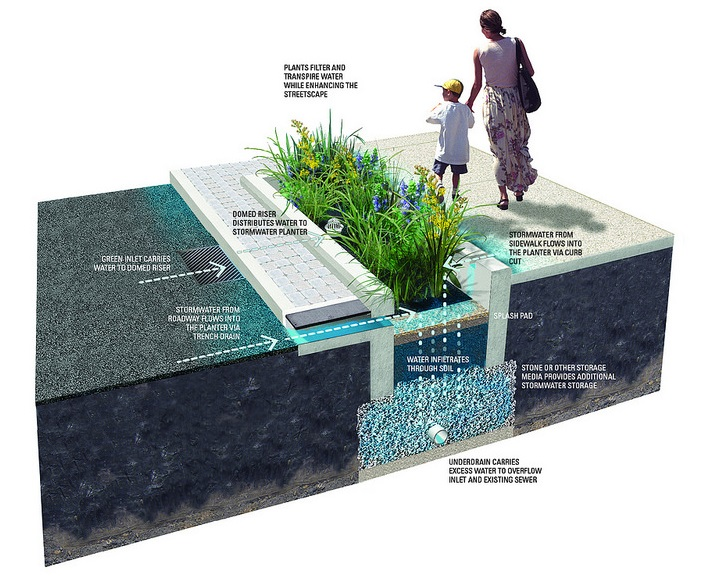 PLANTS FILTER AND
TRANSPIRE WATER
WHILE ENHANCING THE
STREETSCAPE
DOMED RISER
DISTRIBUTES WATER TO
STORMWATER PLANTER
STORMWATER FROM
SIDEWALK FLOWS INTO
THE PLANTER VIA CURB
CUT
GREEN INLET CARRIES
WATER TO DOMED RISER
STORMWATER FROM
ROADWAY FLOWS INTO
THE PLANTER VIA
TRENCH DRAIN
SPLASH PAD
WATER INFILTRATES
THROUGH SOIL
STONE OR OTHER STORAGE
MEDIA PROVIDES ADDITIONAL
STORMWATER STORAGE
UNDERDRAIN CARRIES
EXCESS WATER TO OVERFLOW
INLET AND EXISTING SEWER